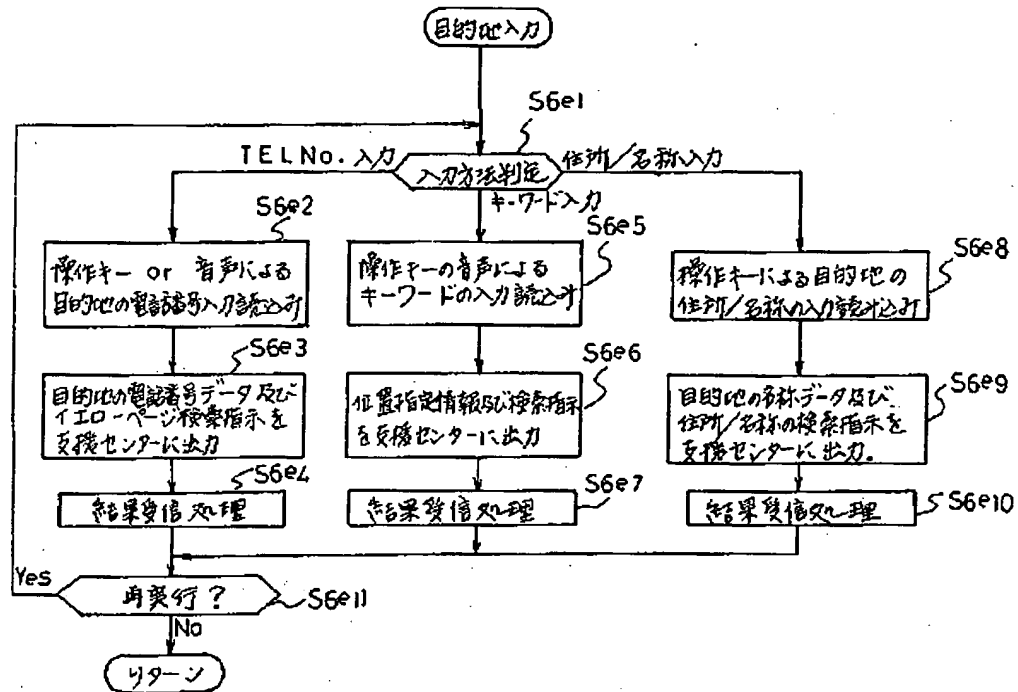 目的地入力
S6e1
TELNo.入力
住所/名称入力
入力方法判定
キーワード入力
S6e2
操作キー or 音声による
目的地の電話番号入力読込み
S6e3
目的地の電話番号データ及び
イエローページ検索指示を
支援センターに出力
S6e4
結果受信処理
S6e5
操作キーの音声による
キーワードの入力読込み
S6e6
位置指定情報及び検索指示
を支援センターに出力
S6e7
結果受信処理
S6e8
操作キーによる目的地の
住所/名称の入力読み込み
S6e9
目的地の名称データ及び
住所/名称の検索指示を
支援センターに出力。
S6e10
結果受信処理
Yes
再実行?
S6e11
No
リターン